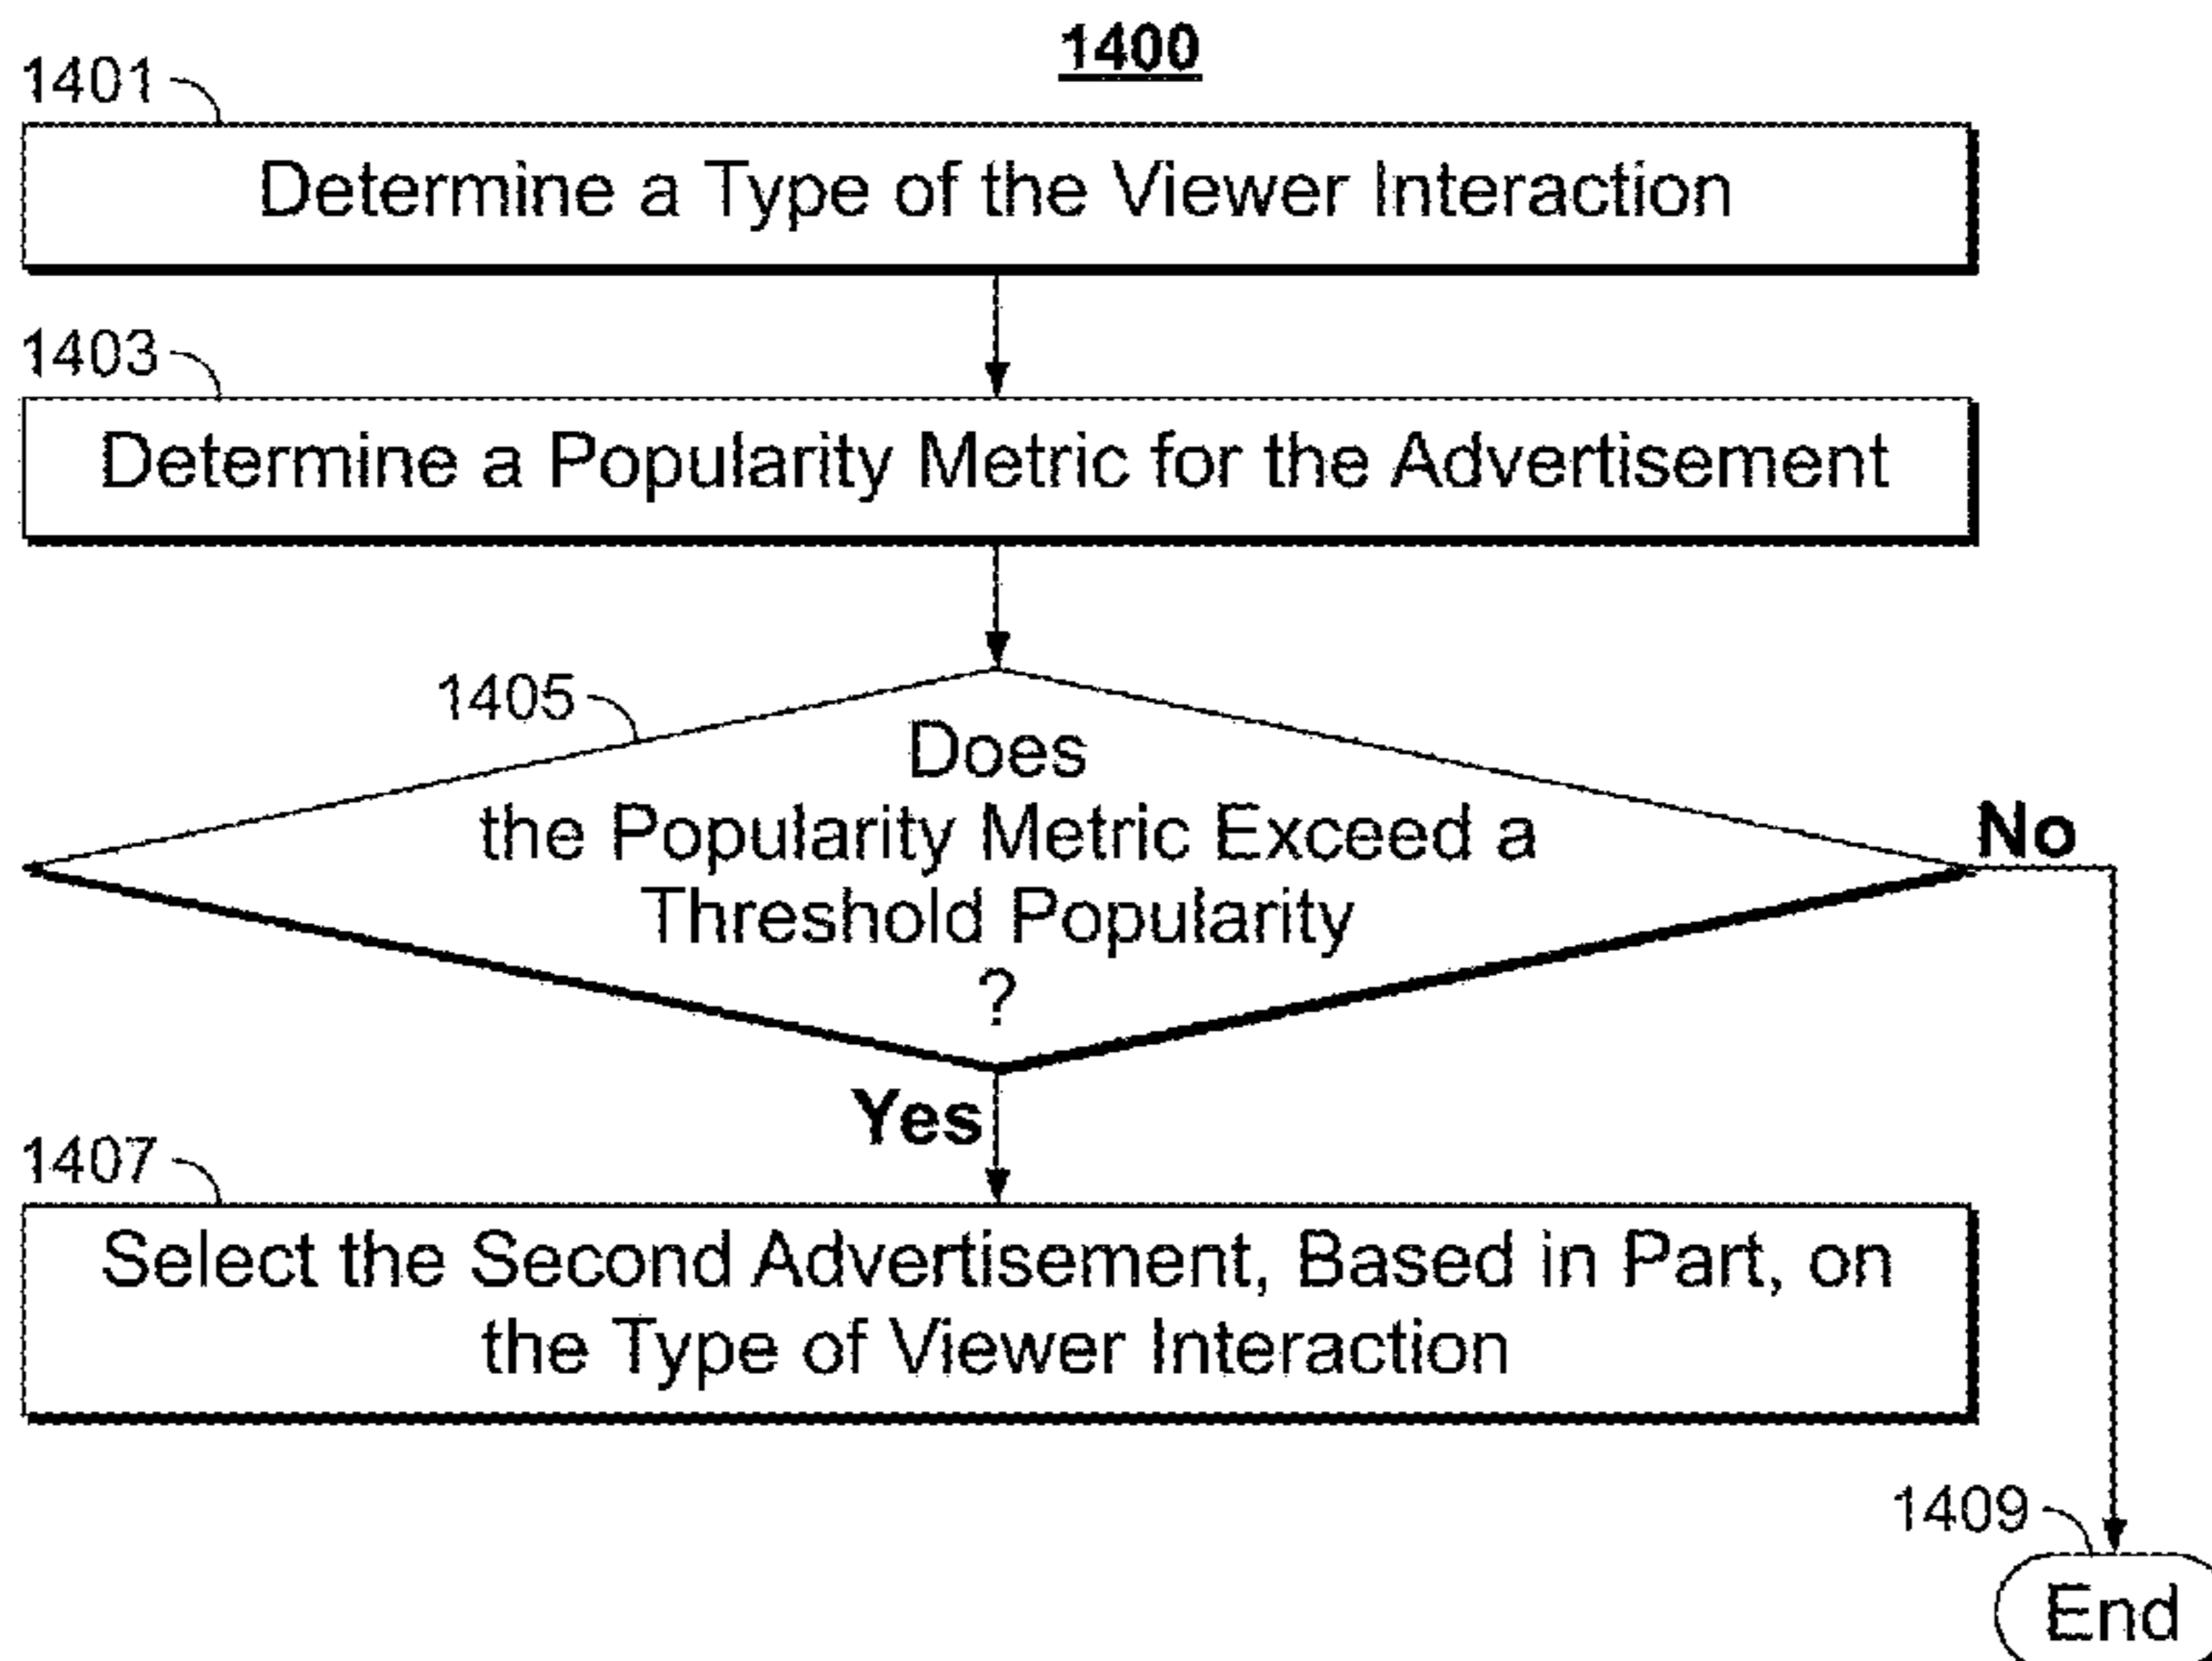 1400
1401
Determine a Type of the Viewer Interaction
1403
Determine a Popularity Metric for the Advertisement
1405
Does
the Popularity Metric Exceed a
Threshold Popularity
?
No
Yes
1407
Select the Second Advertisement, Based in Part, on
the Type of Viewer Interaction
1409
End